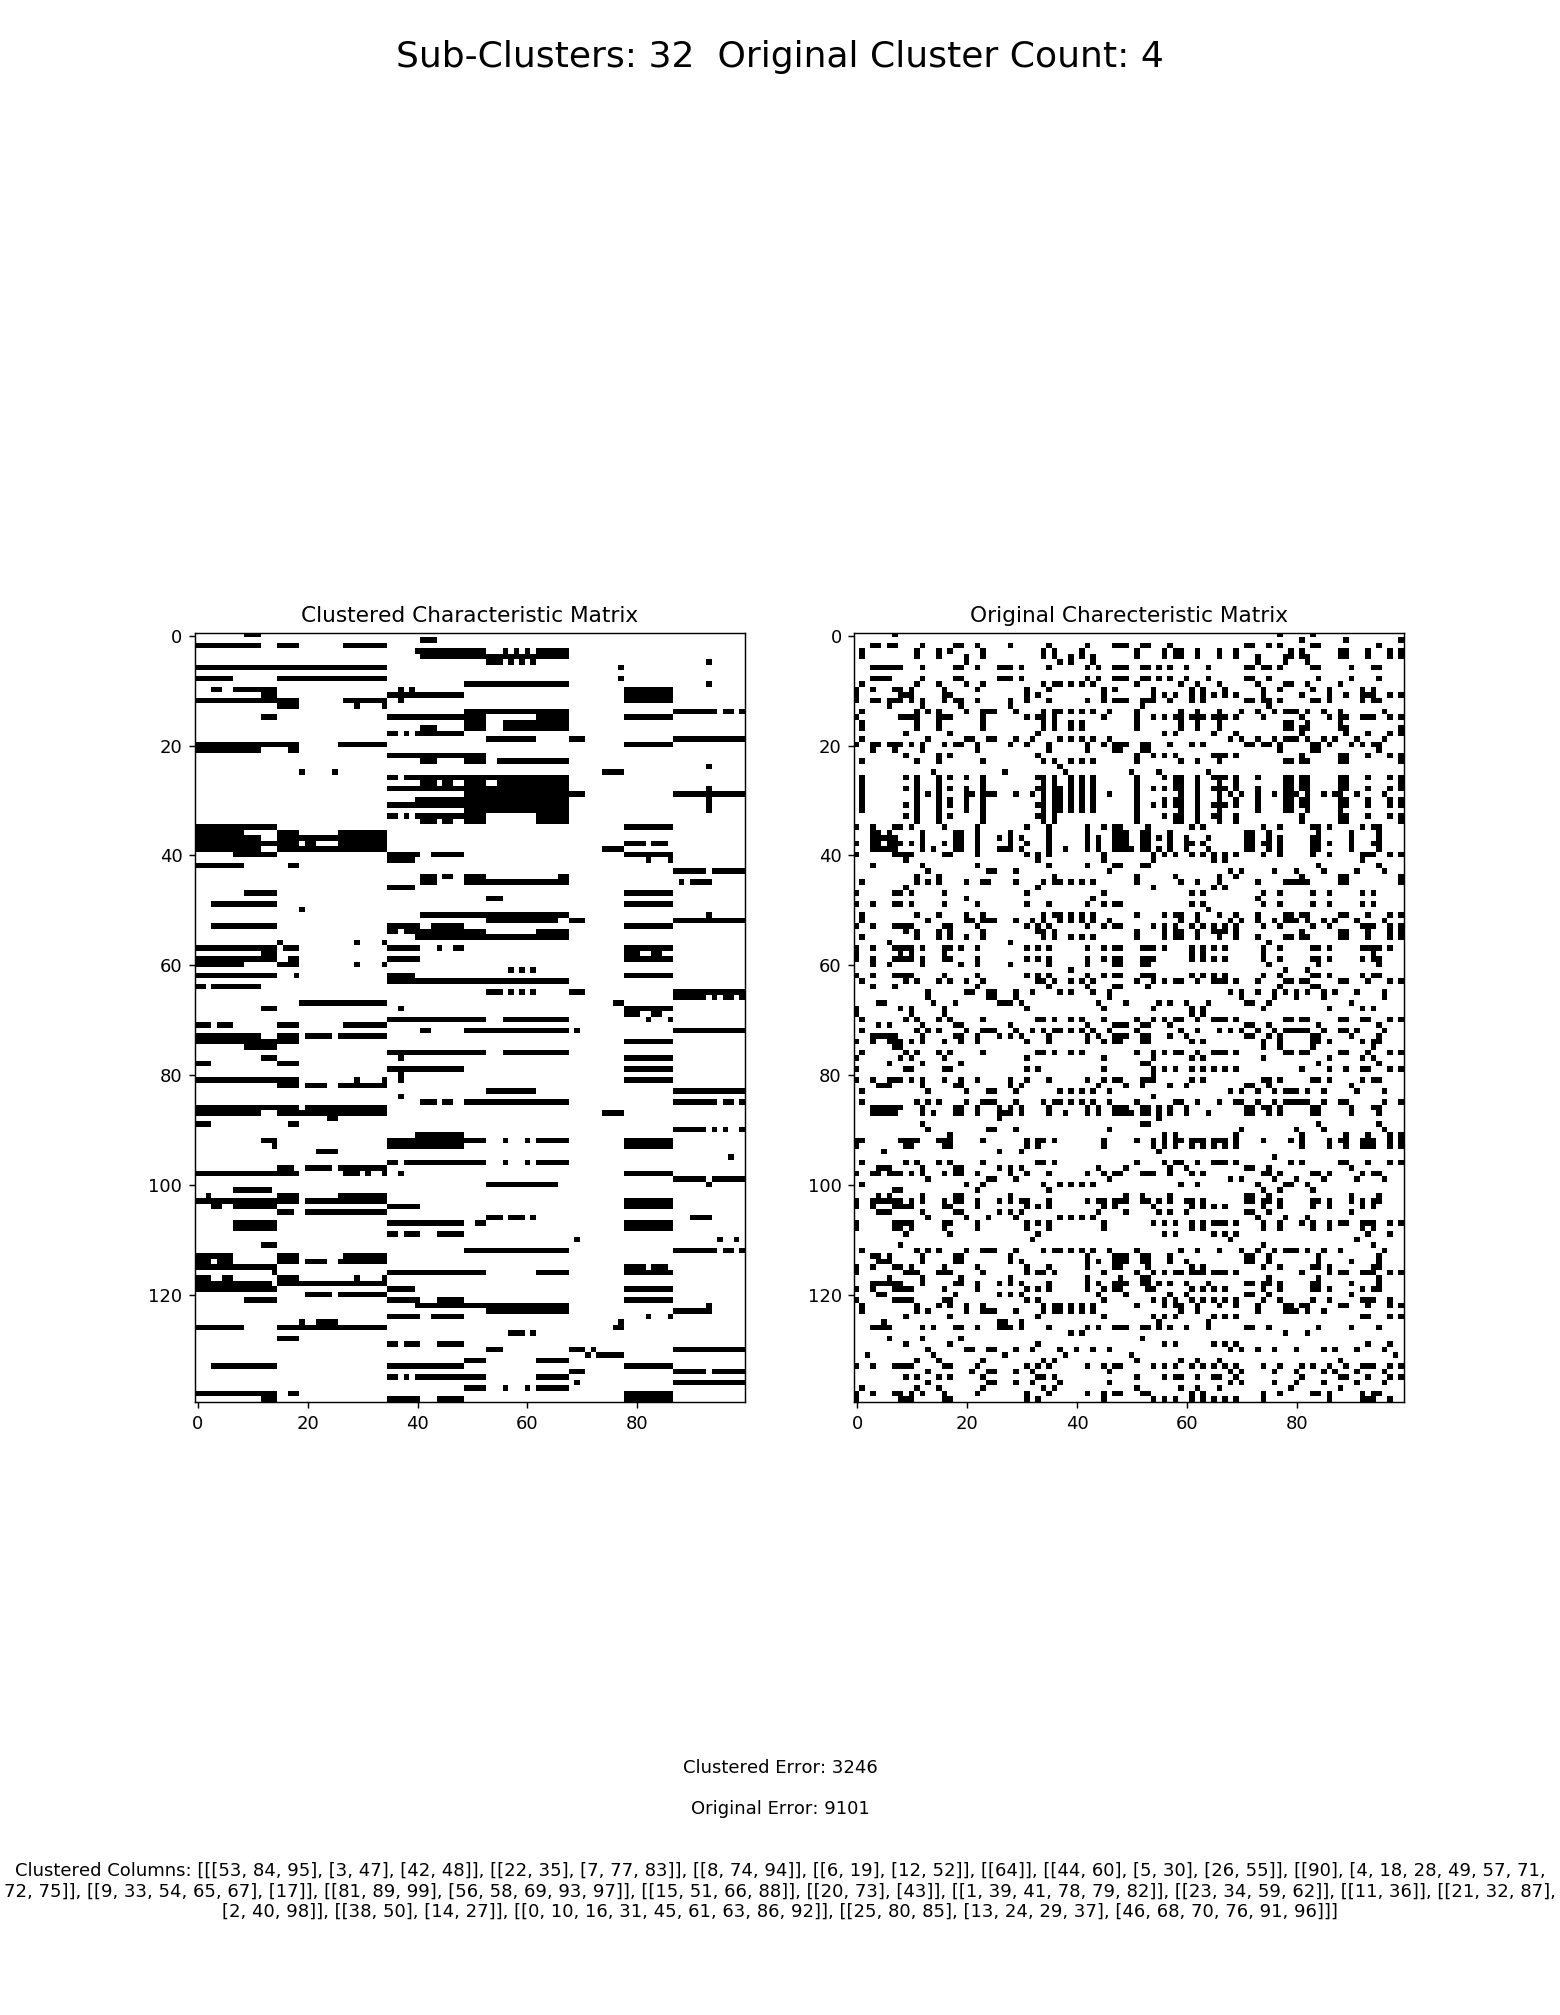 Sub-Clusters: 32  Original Cluster Count: 4
Clustered Characteristic Matrix
Original Charecteristic Matrix
0
20
40
60
80
100
120
0 20 40 60 80
0
20
40
60
80
100
120
0 20 40 60 80
Clustered Error: 3246
Original Error: 9101
Clustered Columns: [[[53, 84, 95], [3, 47], [42, 48]], [[22, 35], [7, 77, 83]], [[8, 74, 94]], [[6, 19], [12, 52]], [[64]], [[44, 60], [5, 30], [26, 55]], [[90], [4, 18, 28, 49, 57, 71,
72, 75]], [[9, 33, 54, 65, 67], [17]], [[81, 89, 99], [56, 58, 69, 93, 97]], [[15, 51, 66, 88]], [[20, 73], [43]], [[1, 39, 41, 78, 79, 82]], [[23, 34, 59, 62]], [[11, 36]], [[21, 32, 87],
[2, 40, 98]], [[38, 50], [14, 27]], [[0, 10, 16, 31, 45, 61, 63, 86, 92]], [[25, 80, 85], [13, 24, 29, 37], [46, 68, 70, 76, 91, 96]]]